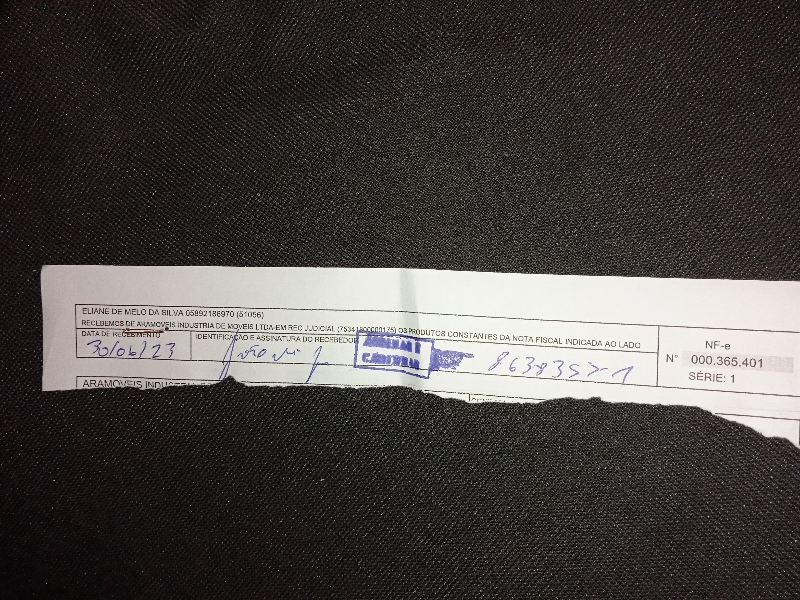 ELIANE DE MELO DA SILVA 05892186970 (51056)
RECEBEMOS DE ARAMOVEIS INDUSTRIA DE MOVEIS LTDA-EM REC JUDICIAL OS PRODUTOS CONSTANTES DA NOTA FISCAL INDICADA AO LADO
DATA DE RECEBIMENTO
30/06/23
IDENTIFICAÇÃO E ASSINATURA DO RECEBEDOR
NF-e
N° 000.365.401
SÉRIE: 1
ARAMOVEIS